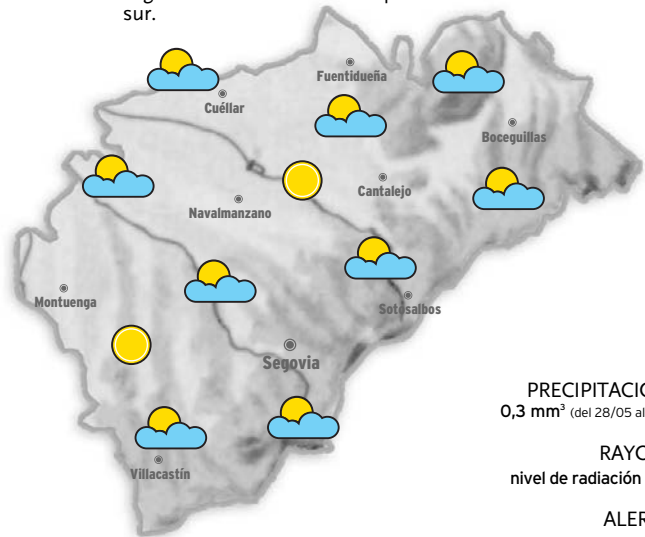 sur.
Fuentidueña
Cuéllar
Boceguillas
Cantalejo
Navalmanzano
Montuenga
Sotosalbos
Segovia
PRECIPITACIO
0,3 mm³ (del 28/05 al
RAYO
nivel de radiación
Villacastín
ALER